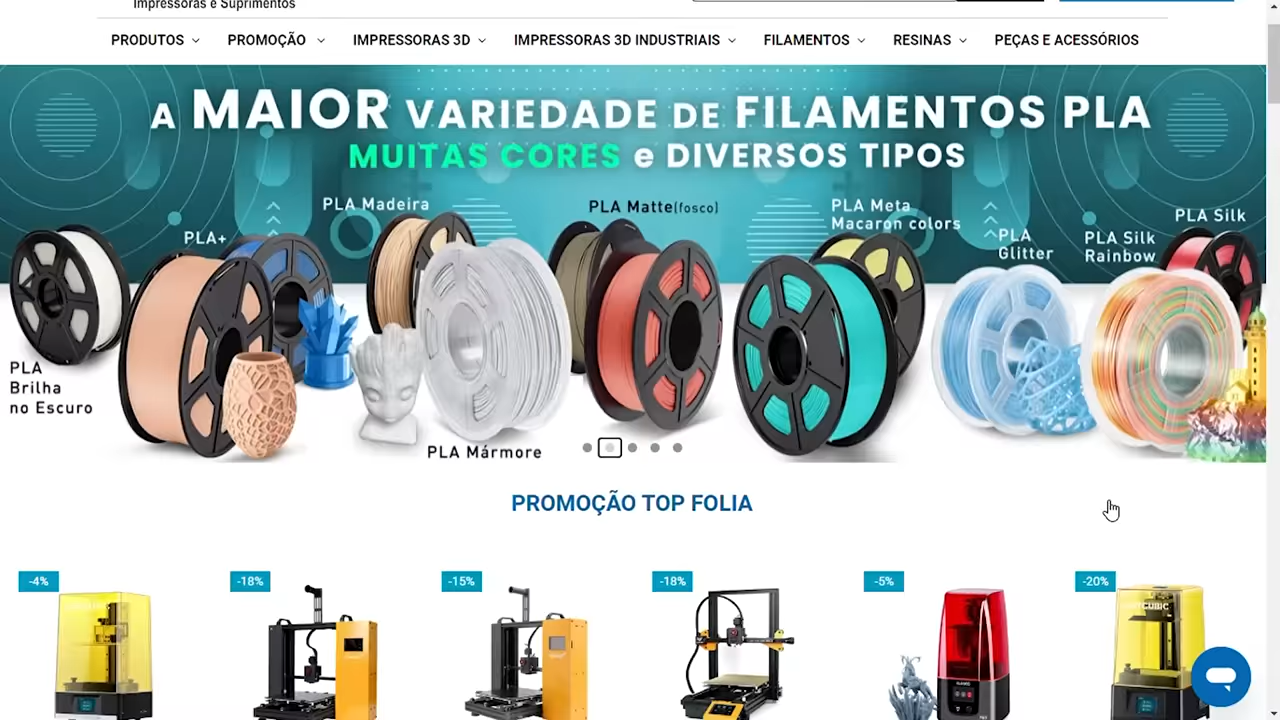 Impressoras e Suprimentos
PRODUTOS PROMOÇÃO IMPRESSORAS 3D IMPRESSORAS 3D INDUSTRIAIS FILAMENTOS RESINAS PEÇAS E ACESSÓRIOS
A MAIOR VARIEDADE DE FILAMENTOS PLA
MUITAS CORES e DIVERSOS TIPOS
PLA Madeira
PLA Matte(fosco)
PLA Meta
Macaron colors
PLA Silk
PLA+
PLA
Glitter
PLA Silk
Rainbow
PLA
Brilha
no Escuro
PLA Mármore
PROMOÇÃO TOP FOLIA
-4% -18% -15% -18% -5% -20%